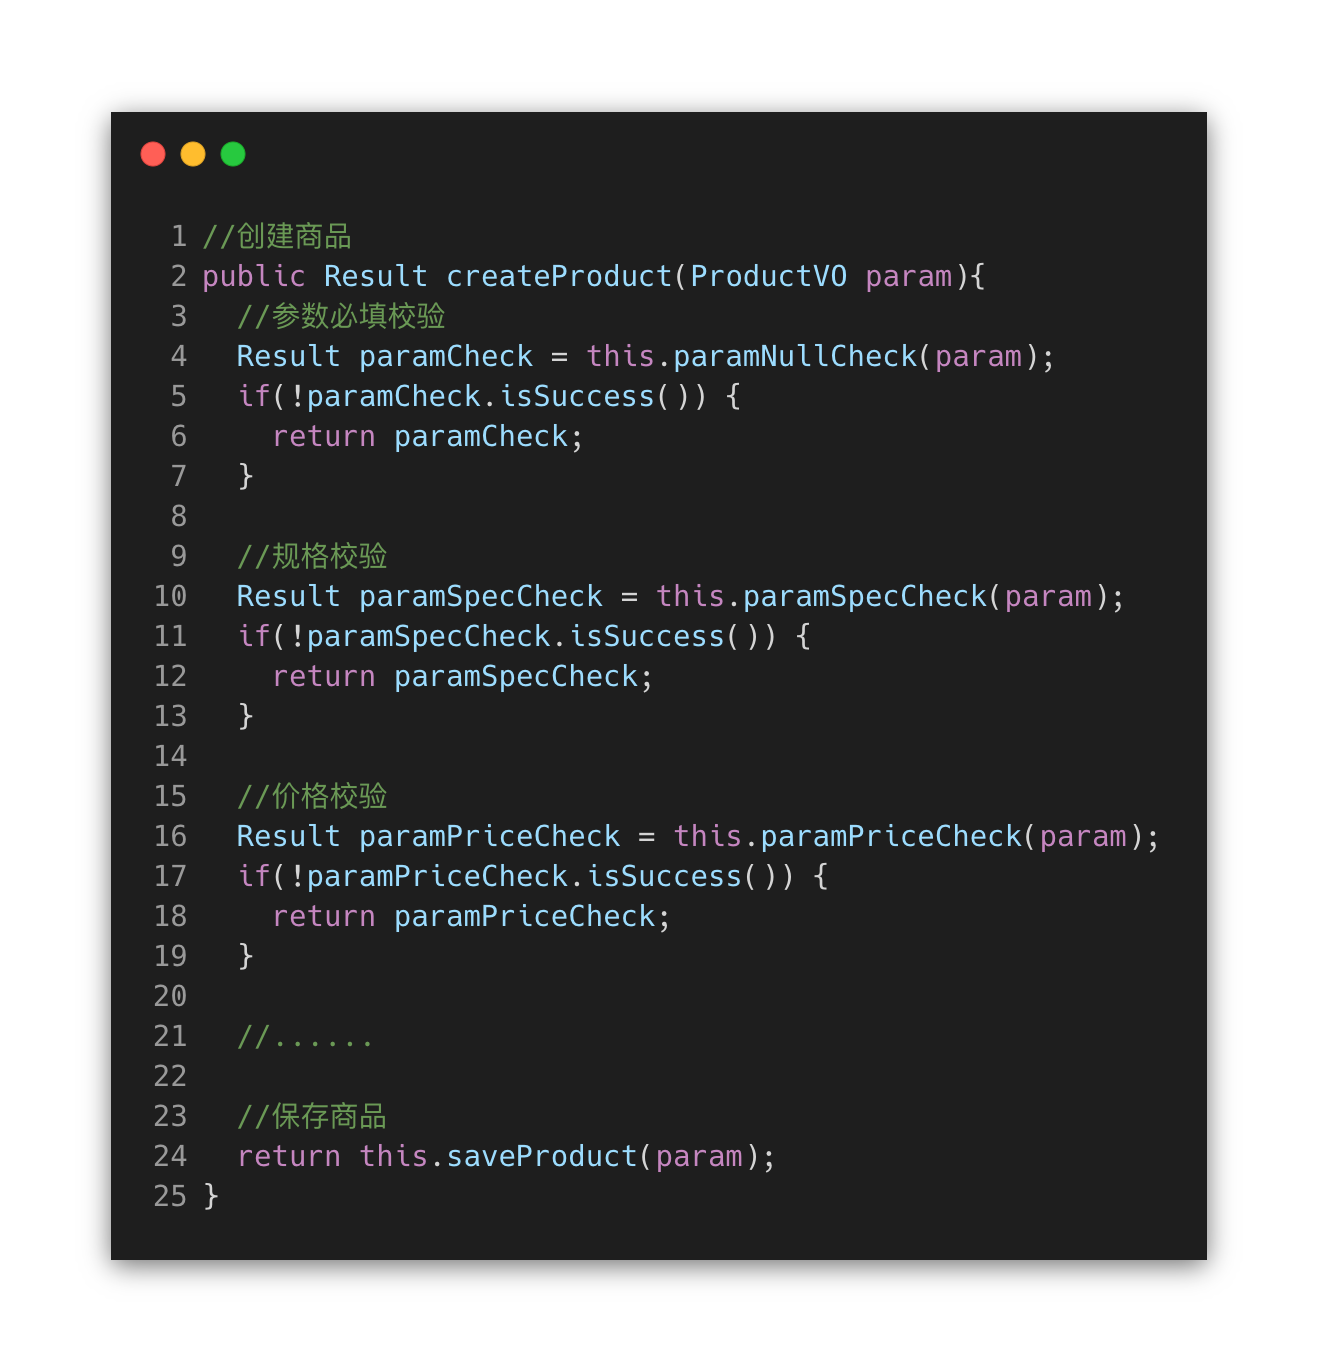 1 //创建商品
2 public Result createProduct(ProductVO param){
3   //参数必填校验
4   Result paramCheck = this.paramNullCheck(param);
5   if(!paramCheck.isSuccess()) {
6     return paramCheck;
7   }
8
9   //规格校验
10   Result paramSpecCheck = this.paramSpecCheck(param);
11   if(!paramSpecCheck.isSuccess()) {
12     return paramSpecCheck;
13   }
14
15   //价格校验
16   Result paramPriceCheck = this.paramPriceCheck(param);
17   if(!paramPriceCheck.isSuccess()) {
18     return paramPriceCheck;
19   }
20
21   //......
22
23   //保存商品
24   return this.saveProduct(param);
25 }